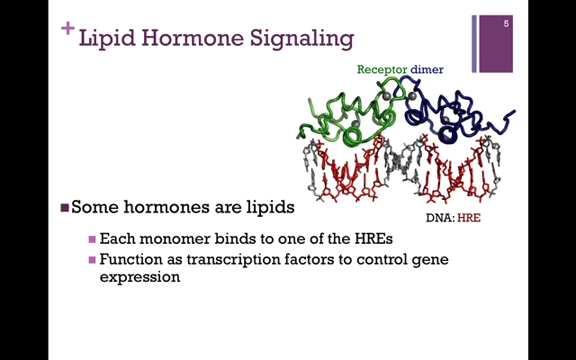 5
+ Lipid Hormone Signaling
Receptor dimer
DNA: HRE
Some hormones are lipids
Each monomer binds to one of the HREs
Function as transcription factors to control gene
expression